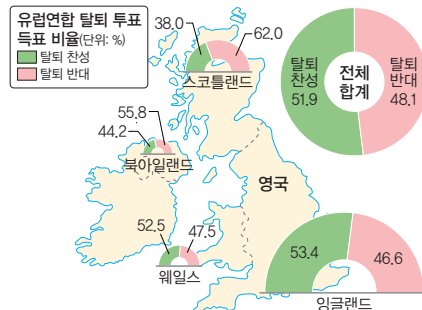 유럽연합 탈퇴 투표
득표 비율(단위: %)
탈퇴 찬성
탈퇴 반대
38.0
62.0
스코틀랜드
탈퇴
찬성
51.9
전체
합계
탈퇴
반대
48.1
55.8
44.2
북아일랜드
영국
52.5
47.5
웨일스
53.4
46.6
잉글랜드